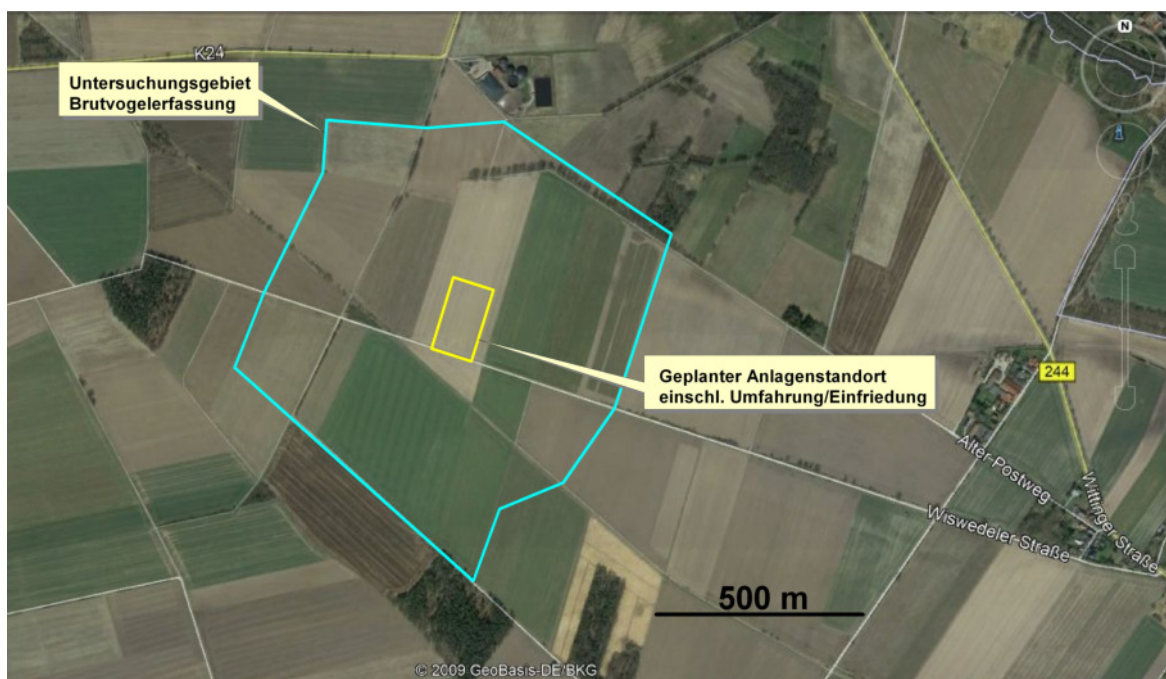 N
K24
Untersuchungsgebiet
Brutvogelerfassung
Geplanter Anlagenstandort
einschl. Umfahrung/Einfriedung
244
Alter-Postweg
Wittinger-Straße
Wiswedeler-Straße
500 m
© 2009 GeoBasis-DE/BKG